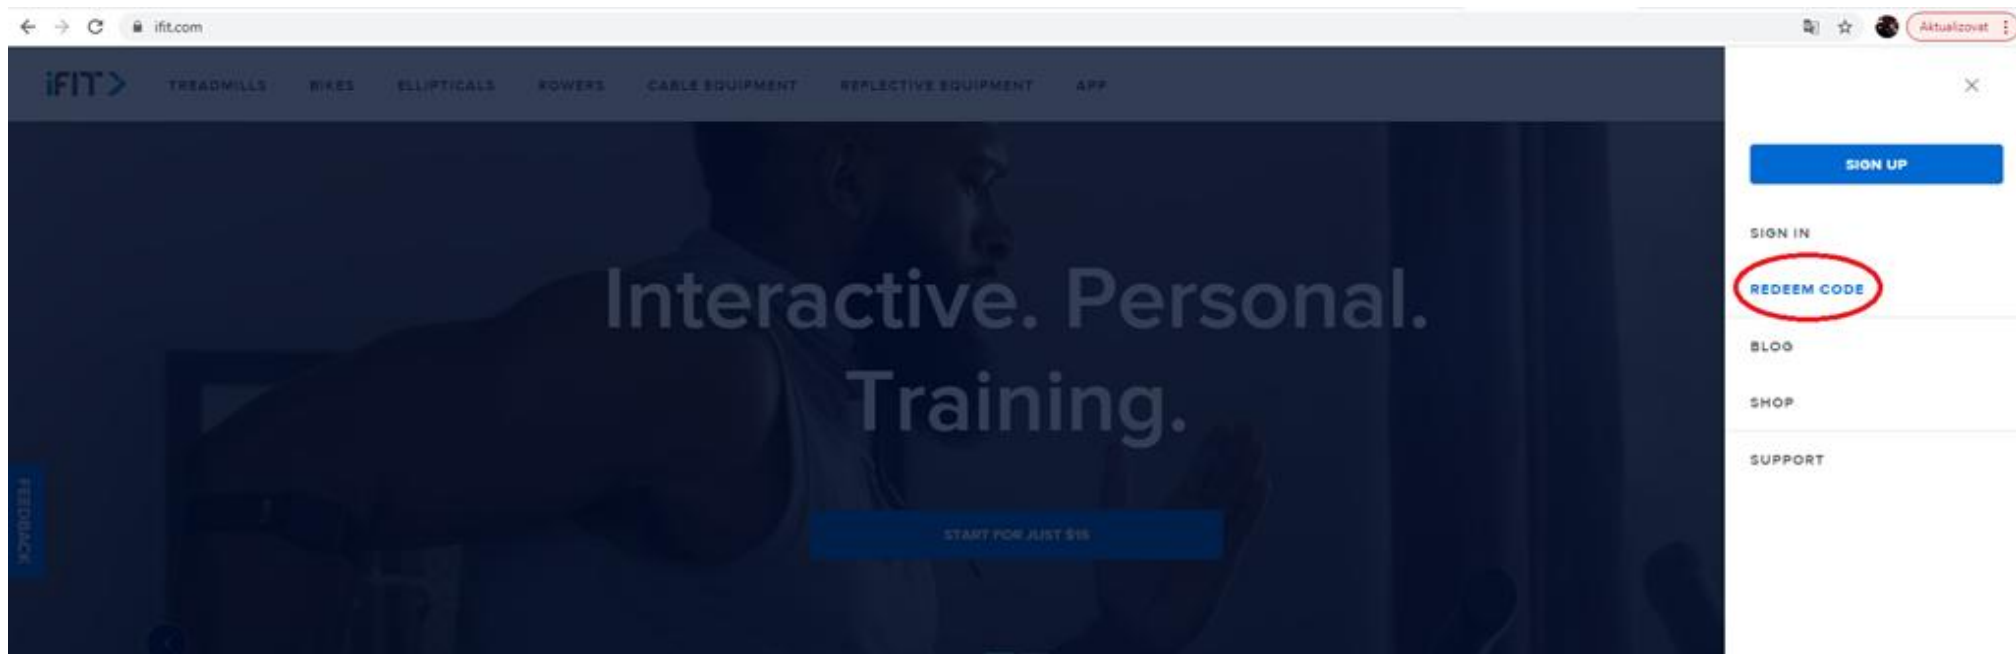 ifit.com
Aktualizovat
iFIT
TREADMILLS BIKES ELLIPTICALS ROWERS CABLE EQUIPMENT REFLECTIVE EQUIPMENT APP
SIGN UP
SIGN IN
REDEEM CODE
BLOG
SHOP
SUPPORT
Interactive. Personal.
Training.
START FOR JUST $15
FEEDBACK